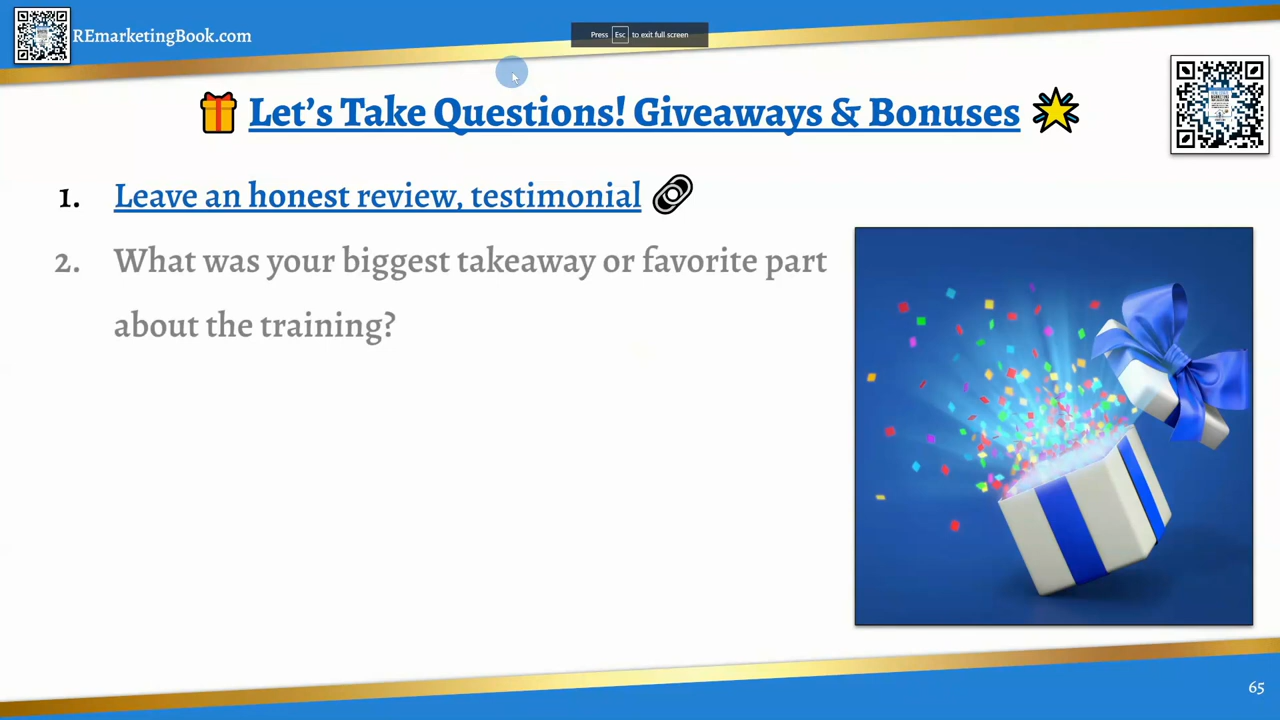 REmarketingBook.com
Press Esc to exit full screen
Let’s Take Questions! Giveaways & Bonuses
1. Leave an honest review, testimonial
2. What was your biggest takeaway or favorite part
about the training?
65